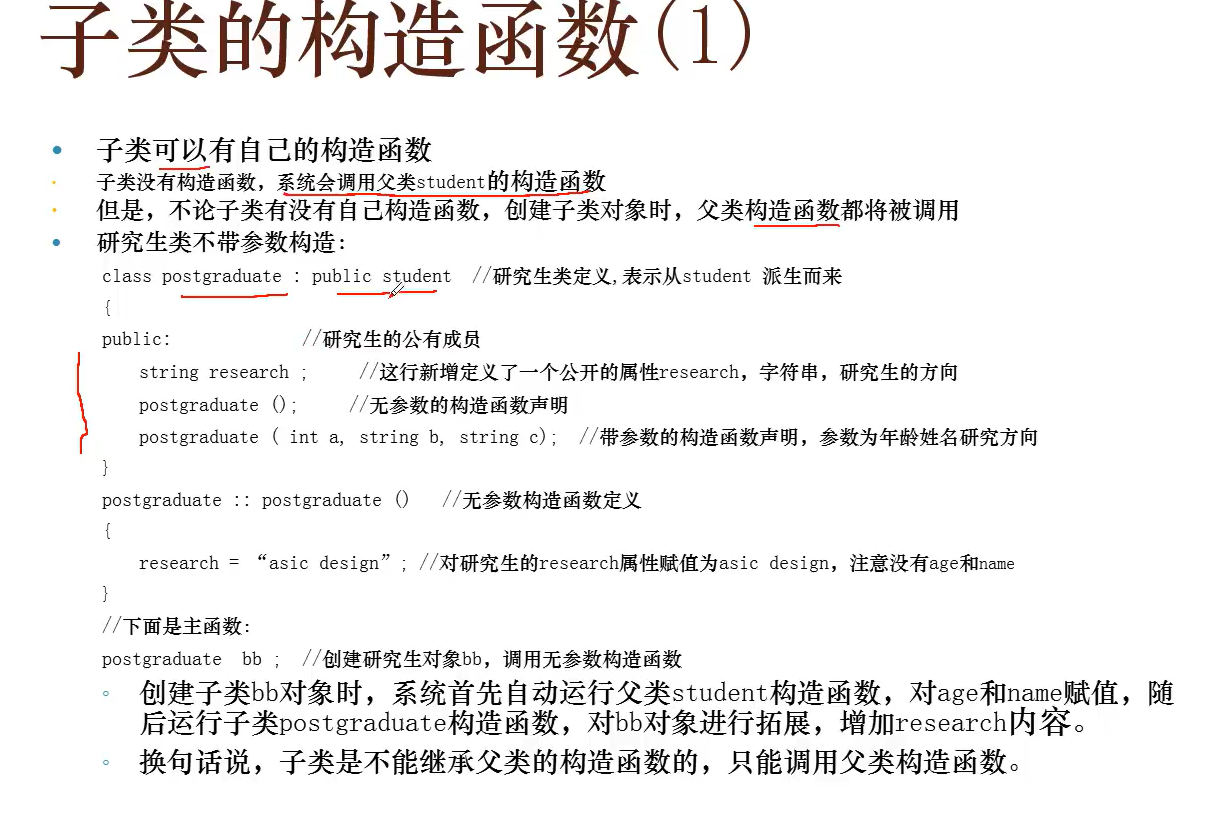 子类的构造函数(1)
• 子类可以有自己的构造函数
· 子类没有构造函数，系统会调用父类student的构造函数
· 但是，不论子类有没有自己构造函数，创建子类对象时，父类构造函数都将被调用
• 研究生类不带参数构造：
class postgraduate : public student //研究生类定义,表示从student 派生而来
{
public: //研究生的公有成员
string research ; //这行新增定义了一个公开的属性research，字符串，研究生的方向
postgraduate (); //无参数的构造函数声明
postgraduate ( int a, string b, string c); //带参数的构造函数声明，参数为年龄姓名研究方向
}
postgraduate :: postgraduate () //无参数构造函数定义
{
research = “asic design”; //对研究生的research属性赋值为asic design，注意没有age和name
}
//下面是主函数：
postgraduate bb ; //创建研究生对象bb，调用无参数构造函数
◦ 创建子类bb对象时，系统首先自动运行父类student构造函数，对age和name赋值，随
后运行子类postgraduate构造函数，对bb对象进行拓展，增加research内容。
◦ 换句话说，子类是不能继承父类的构造函数的，只能调用父类构造函数。